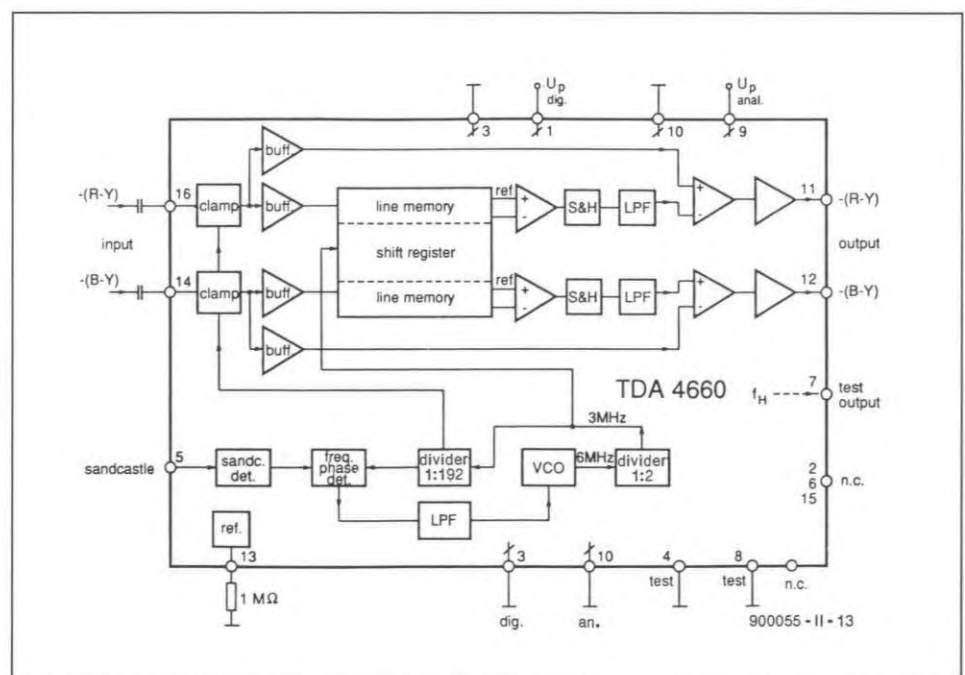 Up
dig.
Up
anal.
3
1
10
9
buff.
-(R-Y)
16
clamp
buff.
line memory
ref
+
-
S&H
LPF
+
-
11
-(R-Y)
input
shift register
output
-(B-Y)
14
clamp
buff.
line memory
ref
+
-
S&H
LPF
+
-
12
-(B-Y)
buff.
TDA 4660
fH
7
test
output
3MHz
sandcastle
5
sandc.
det.
freq.
phase
det.
divider
1:192
VCO
6MHz
divider
1:2
2
6
15
n.c.
LPF
ref.
13
3
10
4
8
1 MΩ
dig.
an.
test
test
n.c.
900055 - II - 13